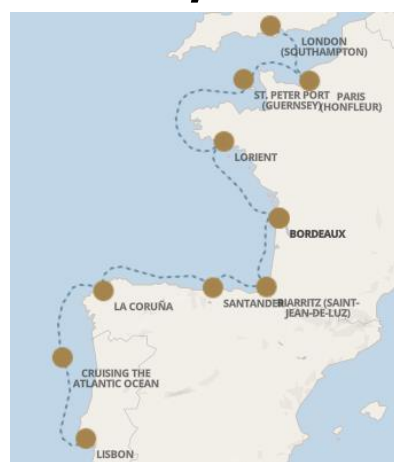 LONDON
(SOUTHAMPTON)
ST. PETER PORT
(GUERNSEY)
PARIS
(HONFLEUR)
LORIENT
BORDEAUX
LA CORUÑA
SANTANDER
BIARRITZ (SAINT-
JEAN-DE-LUZ)
CRUISING THE
ATLANTIC OCEAN
LISBON